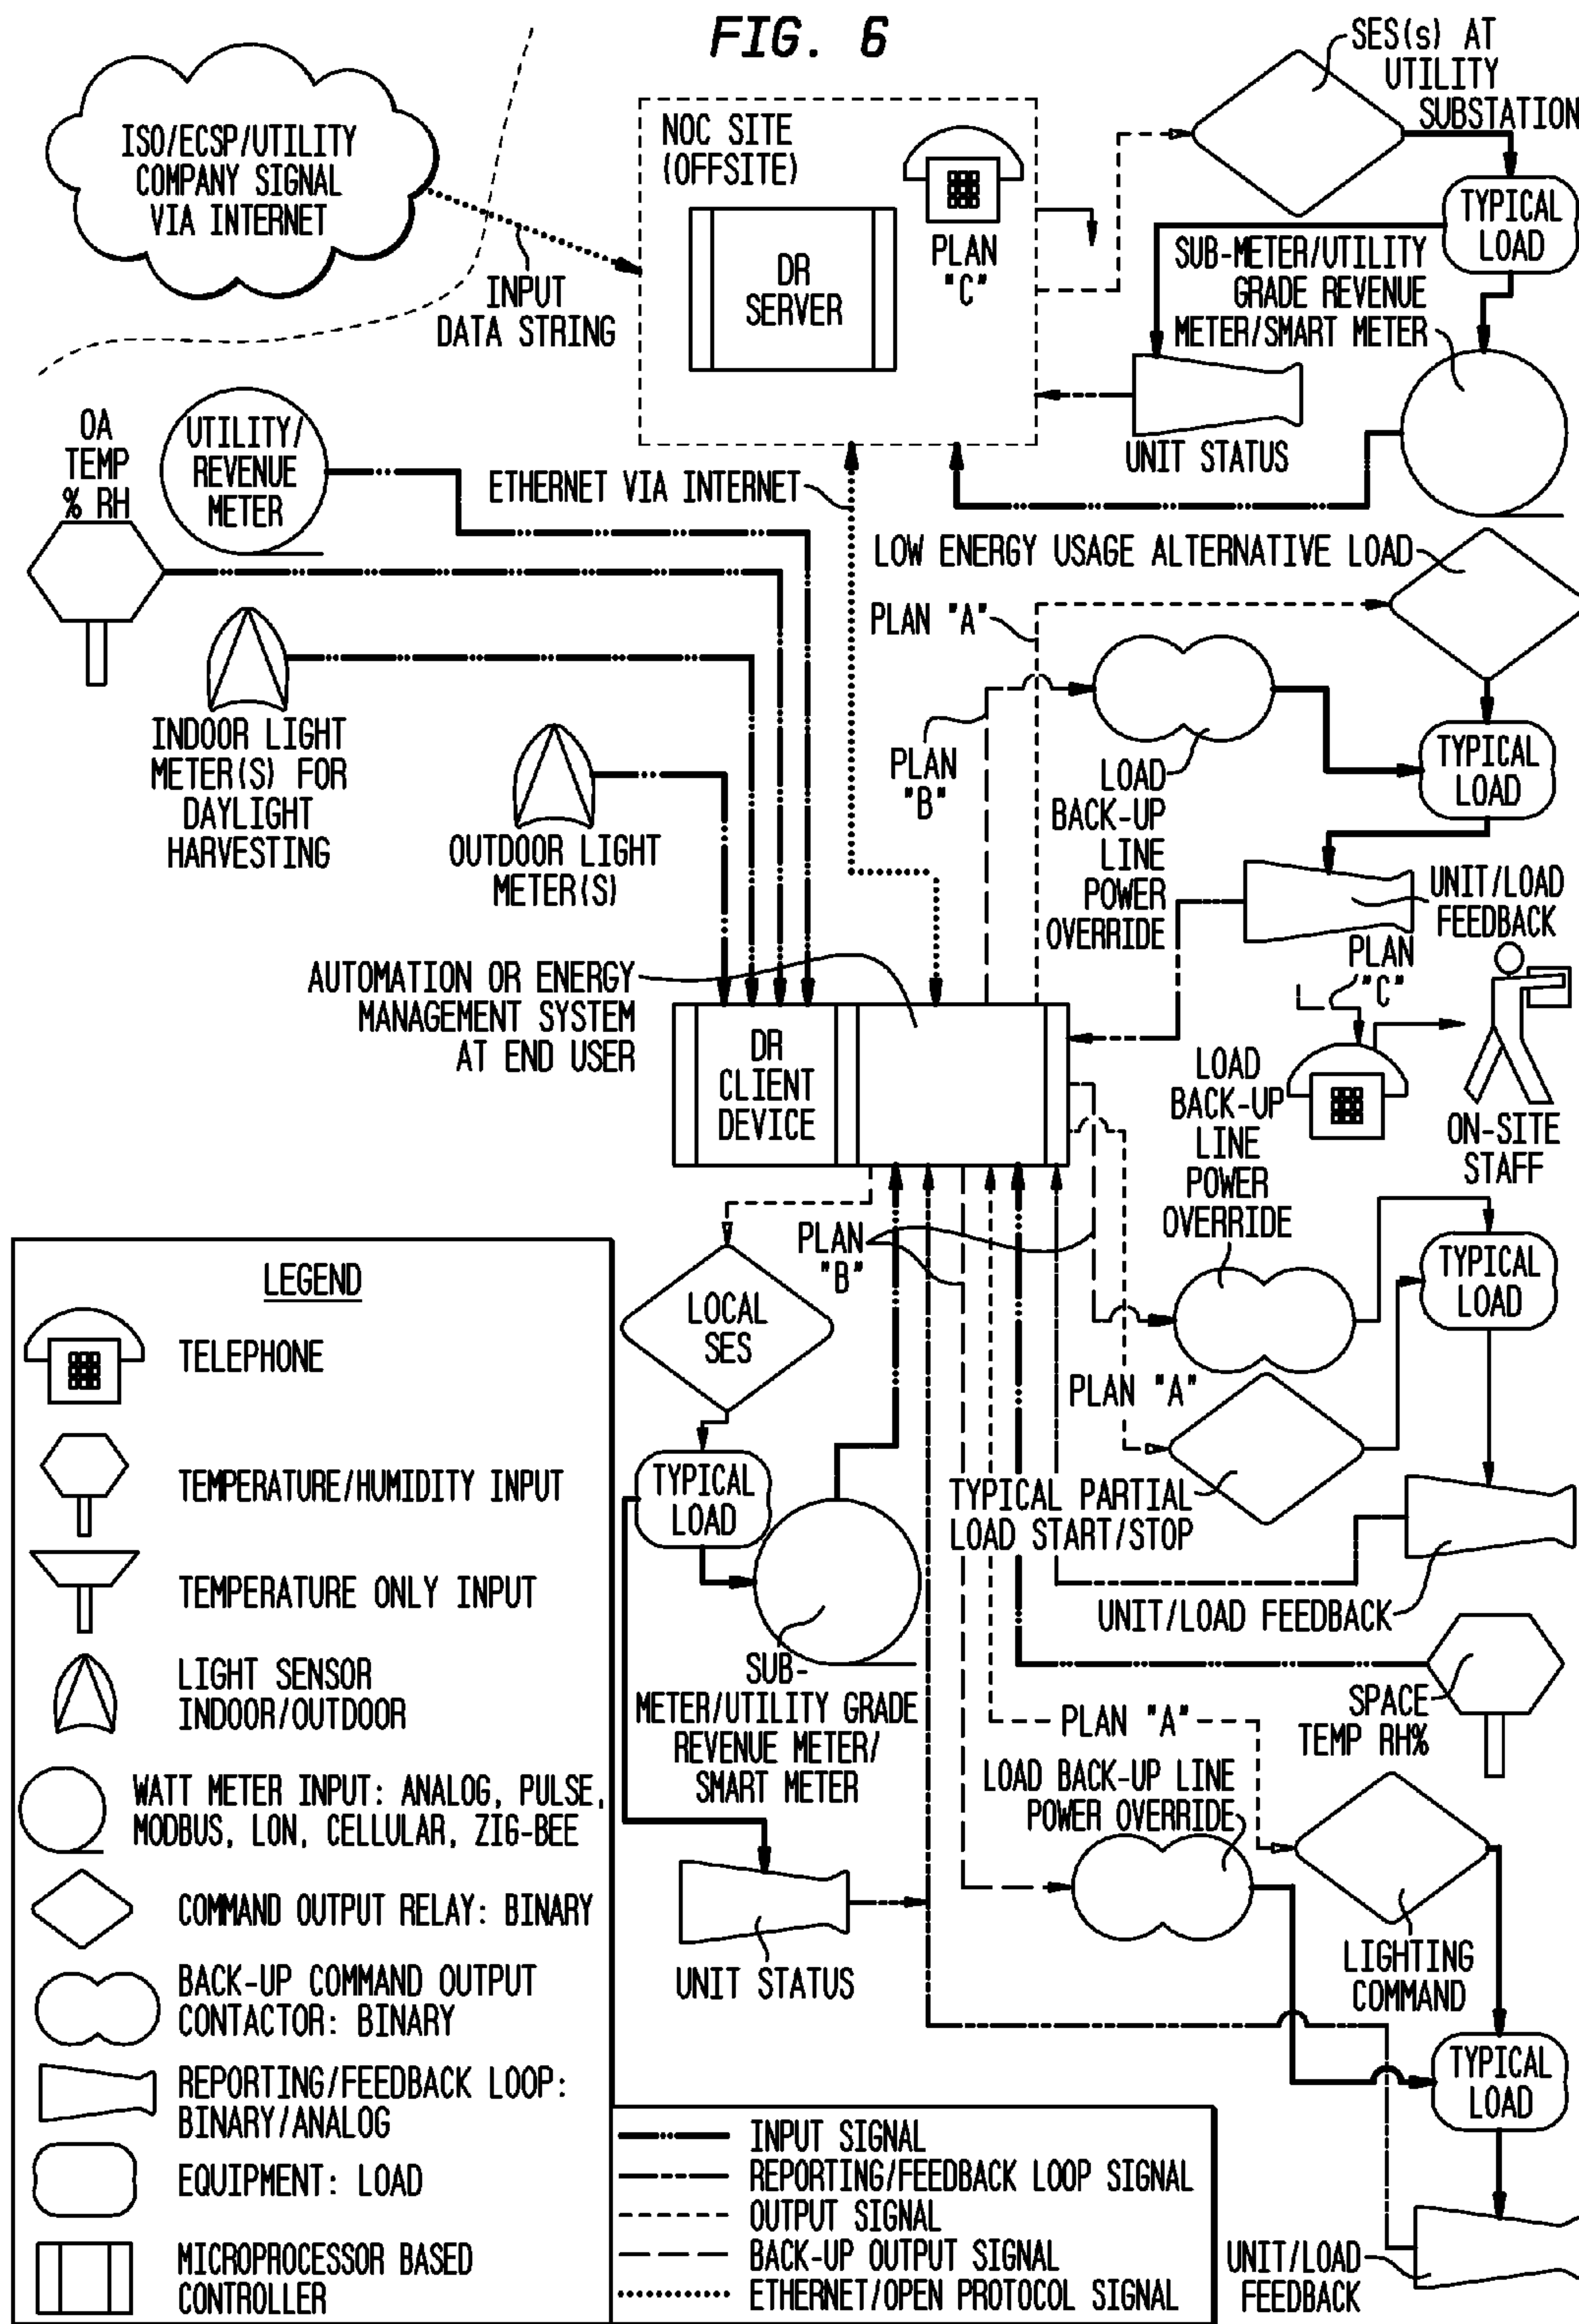 FIG. 6
ISO/ECSP/UTILITY
COMPANY SIGNAL
VIA INTERNET
INPUT
DATA STRING
NOC SITE
(OFFSITE)
DR
SERVER
PLAN
"C"
SES(s) AT
UTILITY
SUBSTATION
TYPICAL
LOAD
SUB-METER/UTILITY
GRADE REVENUE
METER/SMART METER
UNIT STATUS
OA
TEMP
% RH
UTILITY/
REVENUE
METER
ETHERNET VIA INTERNET
LOW ENERGY USAGE ALTERNATIVE LOAD
PLAN "A"
PLAN
"B"
LOAD
BACK-UP
LINE
POWER
OVERRIDE
TYPICAL
LOAD
UNIT/LOAD
FEEDBACK
INDOOR LIGHT
METER(S) FOR
DAYLIGHT
HARVESTING
OUTDOOR LIGHT
METER(S)
AUTOMATION OR ENERGY
MANAGEMENT SYSTEM
AT END USER
DR
CLIENT
DEVICE
PLAN
"C"
ON-SITE
STAFF
LOAD
BACK-UP
LINE
POWER
OVERRIDE
PLAN
"B"
LOCAL
SES
TYPICAL
LOAD
PLAN "A"
TYPICAL PARTIAL
LOAD START/STOP
TYPICAL
LOAD
UNIT/LOAD FEEDBACK
SUB-
METER/UTILITY GRADE
REVENUE METER/
SMART METER
SPACE
TEMP RH%
PLAN "A"
LOAD BACK-UP LINE
POWER OVERRIDE
UNIT STATUS
LIGHTING
COMMAND
TYPICAL
LOAD
UNIT/LOAD
FEEDBACK
LEGEND
TELEPHONE
TEMPERATURE/HUMIDITY INPUT
TEMPERATURE ONLY INPUT
LIGHT SENSOR
INDOOR/OUTDOOR
WATT METER INPUT: ANALOG, PULSE,
MODBUS, LON, CELLULAR, ZIG-BEE
COMMAND OUTPUT RELAY: BINARY
BACK-UP COMMAND OUTPUT
CONTACTOR: BINARY
REPORTING/FEEDBACK LOOP:
BINARY/ANALOG
EQUIPMENT: LOAD
MICROPROCESSOR BASED
CONTROLLER
INPUT SIGNAL
REPORTING/FEEDBACK LOOP SIGNAL
OUTPUT SIGNAL
BACK-UP OUTPUT SIGNAL
ETHERNET/OPEN PROTOCOL SIGNAL